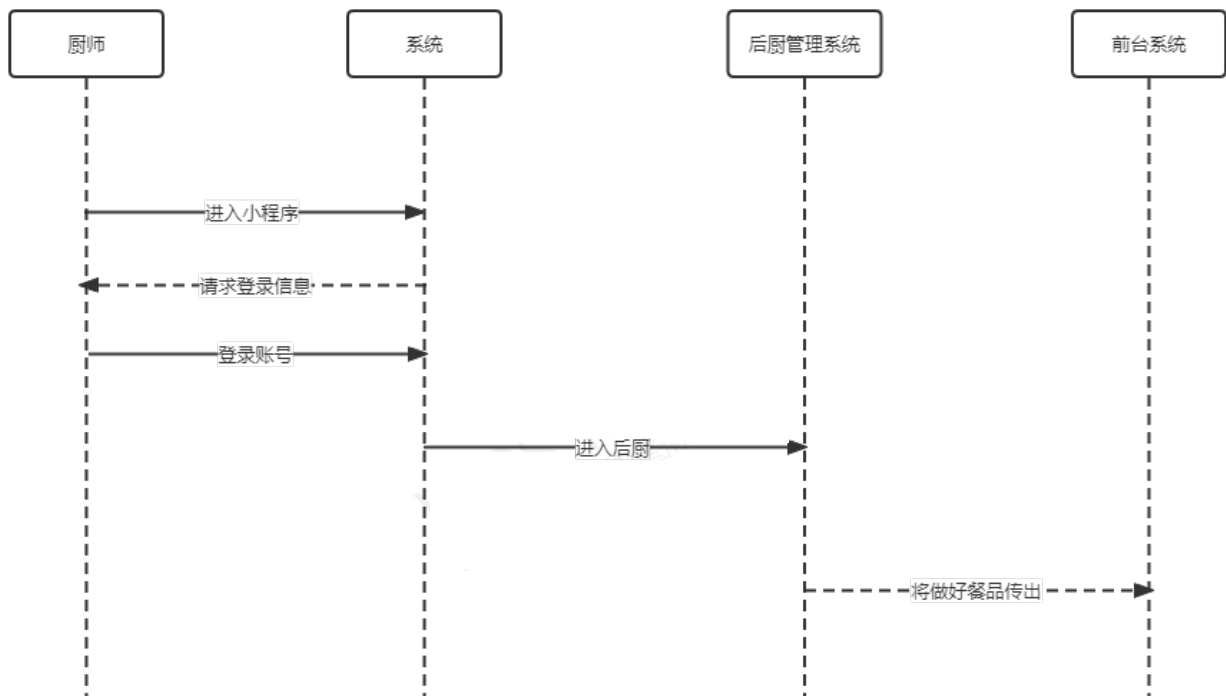 厨师
系统
后厨管理系统
前台系统
进入小程序
请求登录信息
登录账号
进入后厨
将做好餐品传出